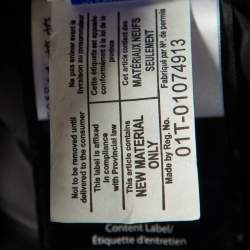 Not to be removed until
delivered to the consumer
Ne pas enlever avant
livraison au consommateur
This label is affixed
in compliance
with Provincial law
Cette étiquette est apposée
conformément à la loi de la
province
This article contains
NEW MATERIAL
ONLY
Cet article contient des
MATÉRIAUX NEUFS
SEULEMENT
Made by Reg. No.
Fabriqué par N° de permis
01T-01074913
Content Label/
Étiquette d'entretien